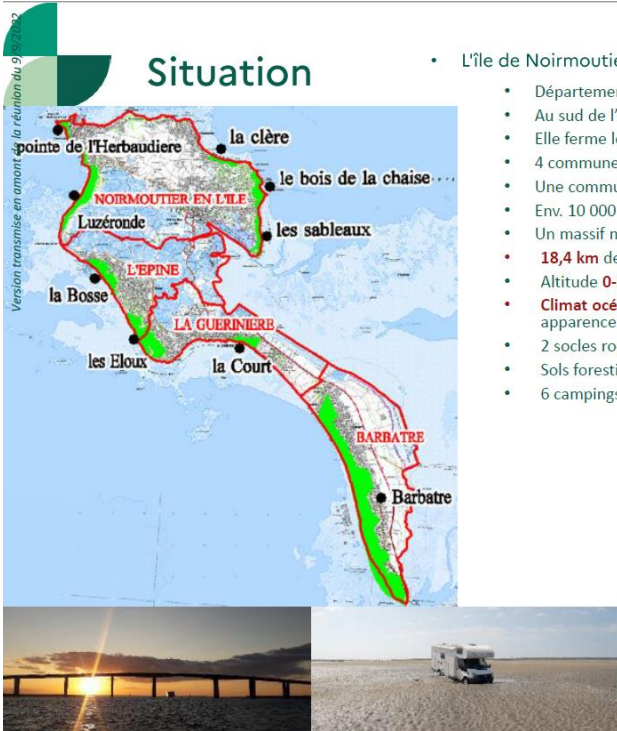 Version transmise en amont de la réunion du 9/9/2022
Situation
pointe de l'Herbaudiere
la clère
le bois de la chaise
NOIRMOUTIER EN L'ILE
Luzéronde
les sableaux
L'EPINE
la Bosse
LA GUERINIERE
les Eloux
la Court
BARBATRE
Barbatre
• L'île de Noirmoutie
• Départemen
• Au sud de l'
• Elle ferme l
• 4 commune
• Une commu
• Env. 10 000
• Un massif n
• 18,4 km de
• Altitude 0-
• Climat océ
apparence
• 2 socles ro
• Sols foresti
• 6 campings